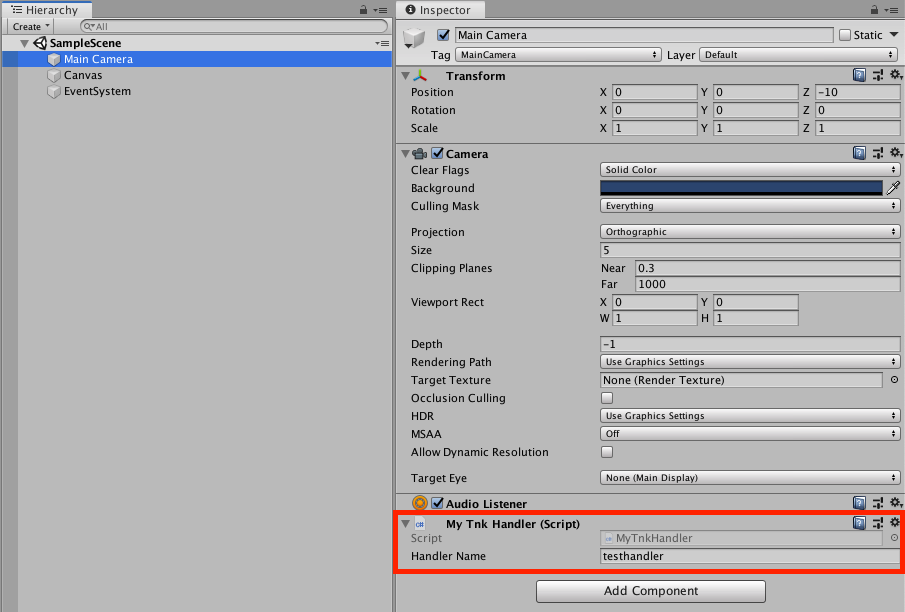 Hierarchy
Create
All
SampleScene
Main Camera
Canvas
EventSystem
Inspector
Main Camera
Static
Tag MainCamera Layer Default
Transform
Position X 0 Y 0 Z -10
Rotation X 0 Y 0 Z 0
Scale X 1 Y 1 Z 1
Camera
Clear Flags Solid Color
Background
Culling Mask Everything
Projection Orthographic
Size 5
Clipping Planes Near 0.3
Far 1000
Viewport Rect X 0 Y 0
W 1 H 1
Depth -1
Rendering Path Use Graphics Settings
Target Texture None (Render Texture)
Occlusion Culling
HDR Use Graphics Settings
MSAA Off
Allow Dynamic Resolution
Target Eye None (Main Display)
Audio Listener
C# My Tnk Handler (Script)
Script MyTnkHandler
Handler Name testhandler
Add Component